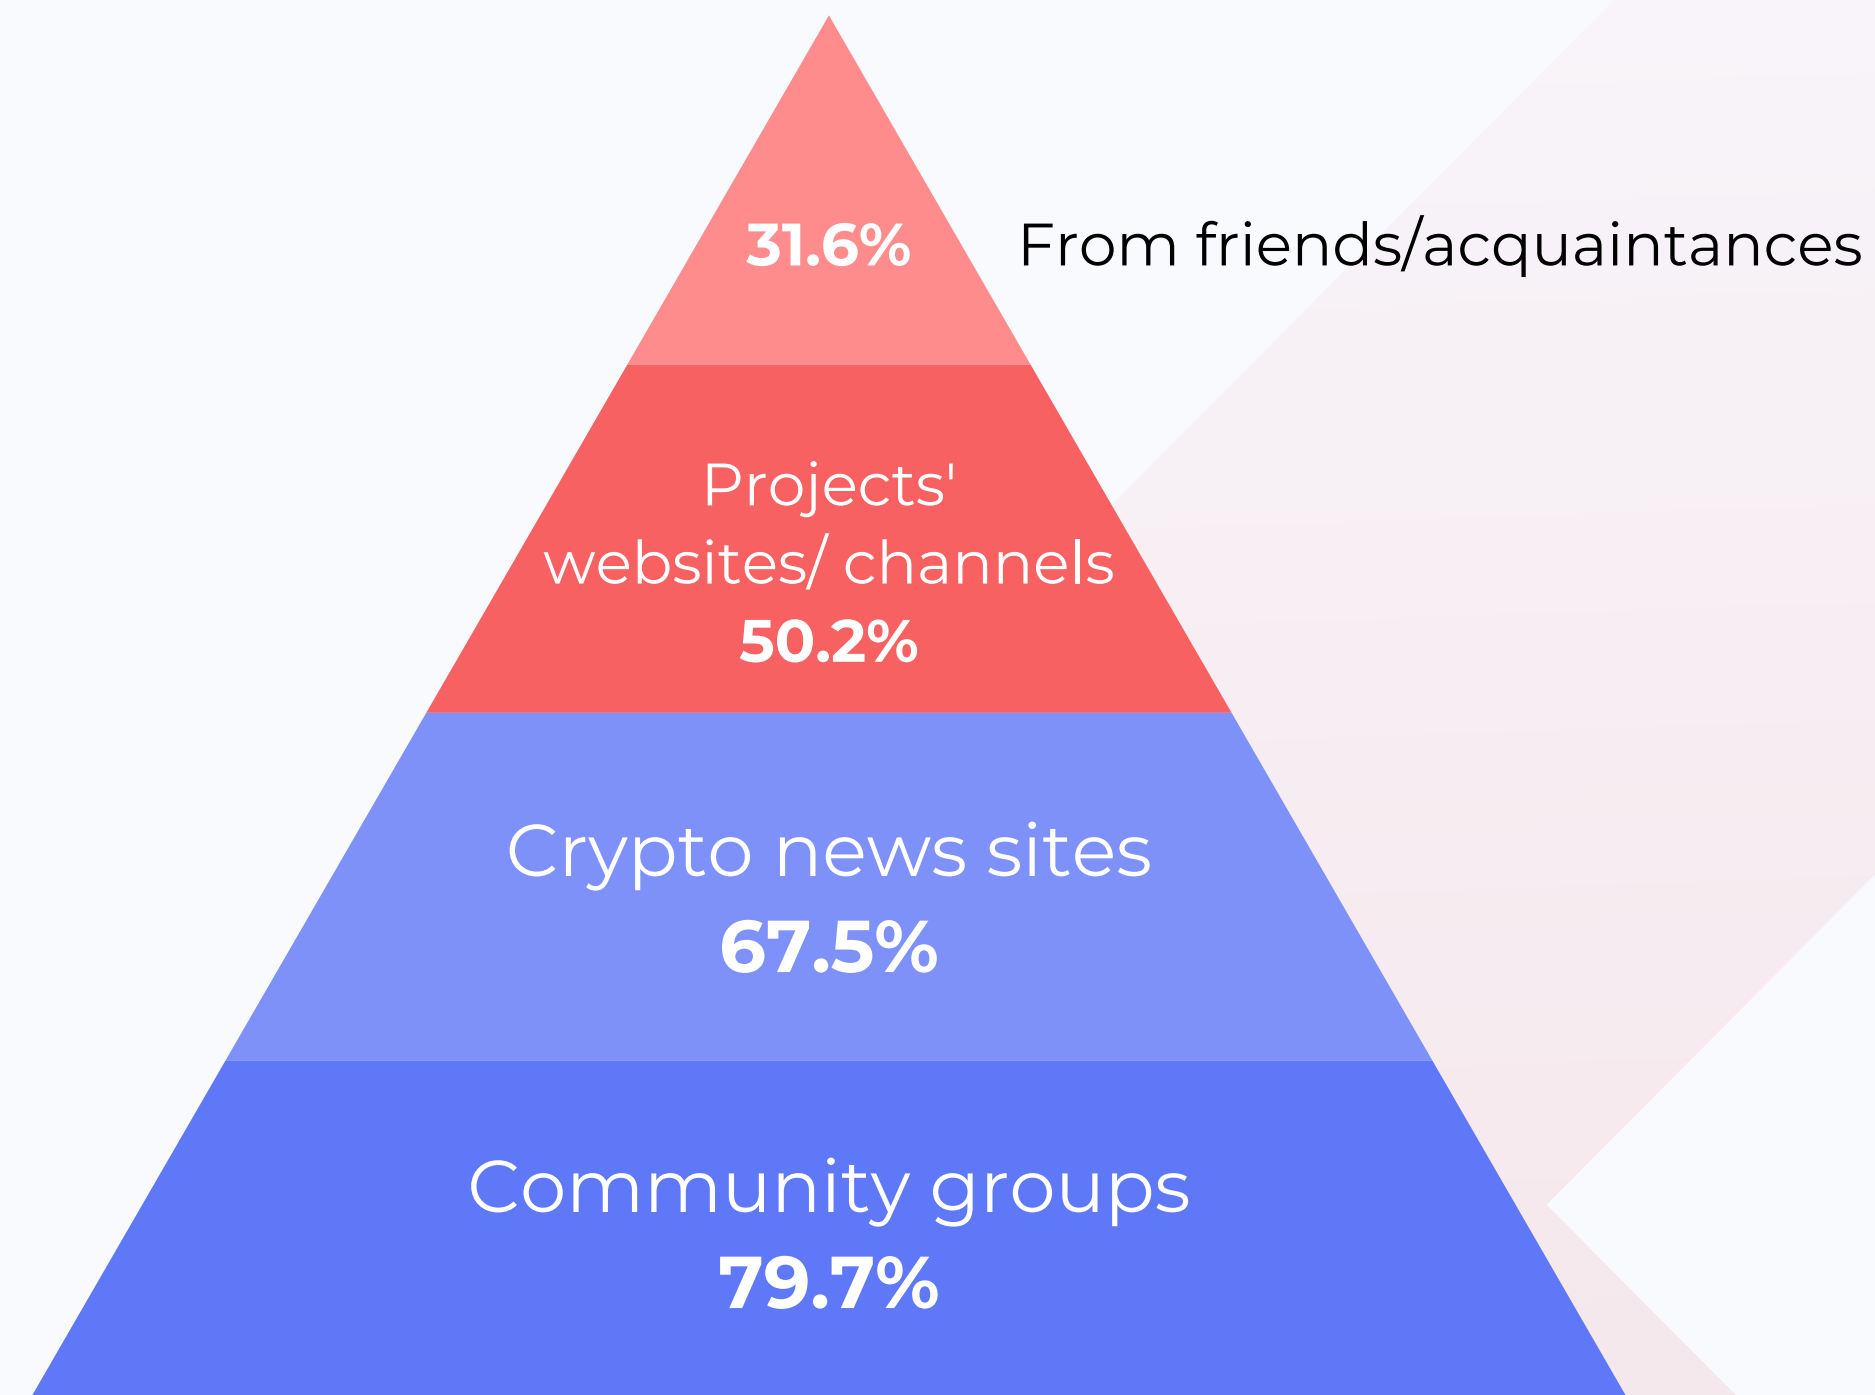 31.6% From friends/acquaintances
Projects'
websites/ channels
50.2%
Crypto news sites
67.5%
Community groups
79.7%